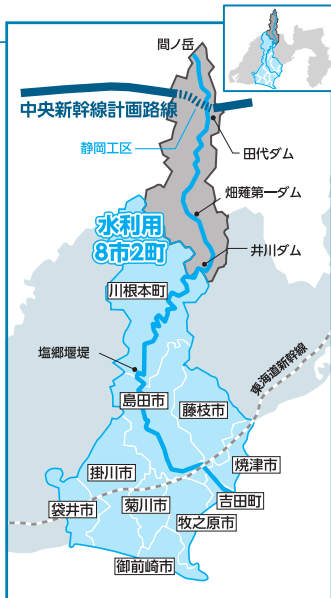 間ノ岳
中央新幹線計画路線
静岡工区
田代ダム
畑薙第一ダム
水利用
8市2町
井川ダム
川根本町
塩郷堰堤
東海道新幹線
島田市
藤枝市
焼津市
掛川市
吉田町
袋井市
菊川市
牧之原市
御前崎市